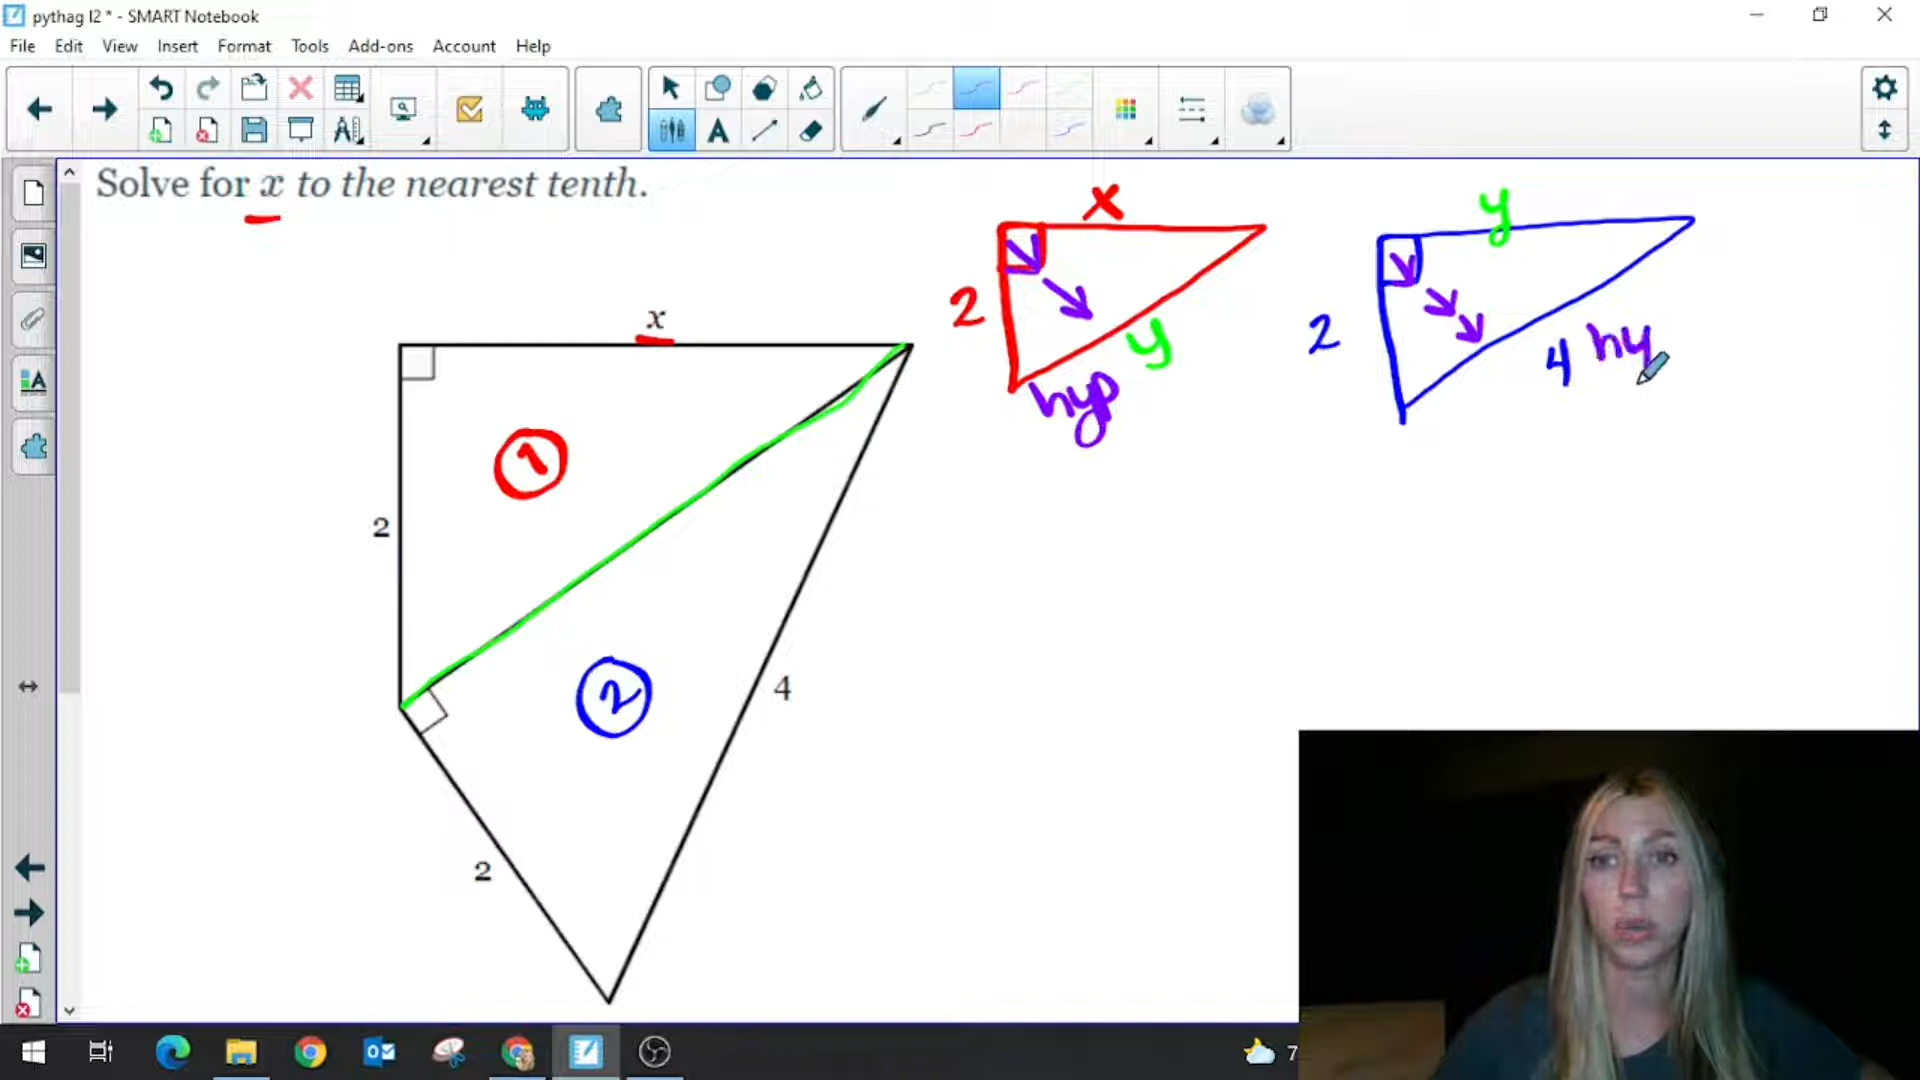 pythag l2 * - SMART Notebook
File Edit View Insert Format Tools Add-ons Account Help
Solve for x to the nearest tenth.
x
2
1
2
4
2
x
2
y
hyp
y
2
4 hy
7